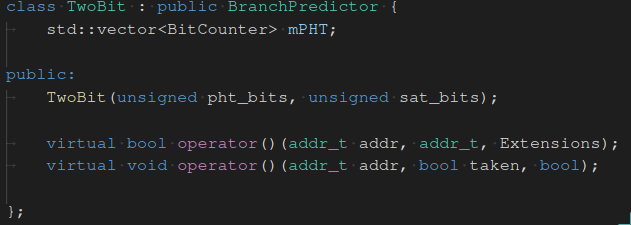 class TwoBit : public BranchPredictor {
std::vector<BitCounter> mPHT;
public:
TwoBit(unsigned pht_bits, unsigned sat_bits);
virtual bool operator()(addr_t addr, addr_t, Extensions);
virtual void operator()(addr_t addr, bool taken, bool);
};